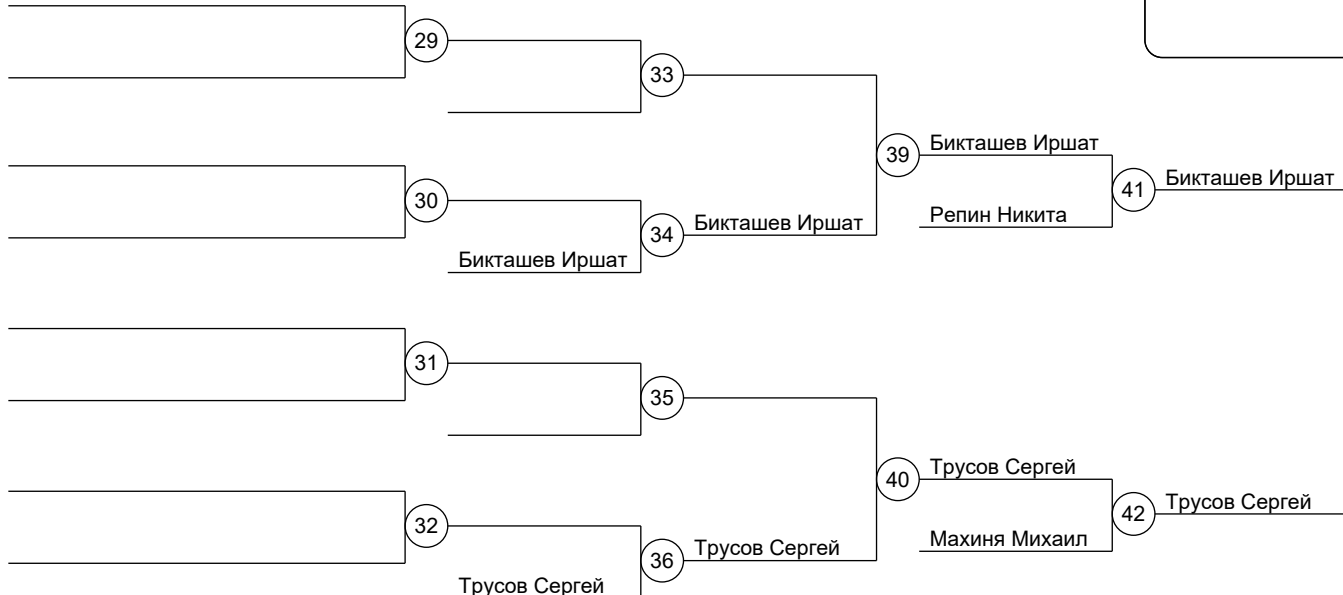 29
33
Бикташев Иршат
39
Бикташев Иршат
41
Репин Никита
30
Бикташев Иршат
34
Бикташев Иршат
31
35
Трусов Сергей
40
Трусов Сергей
42
Махиня Михаил
32
Трусов Сергей
36
Трусов Сергей